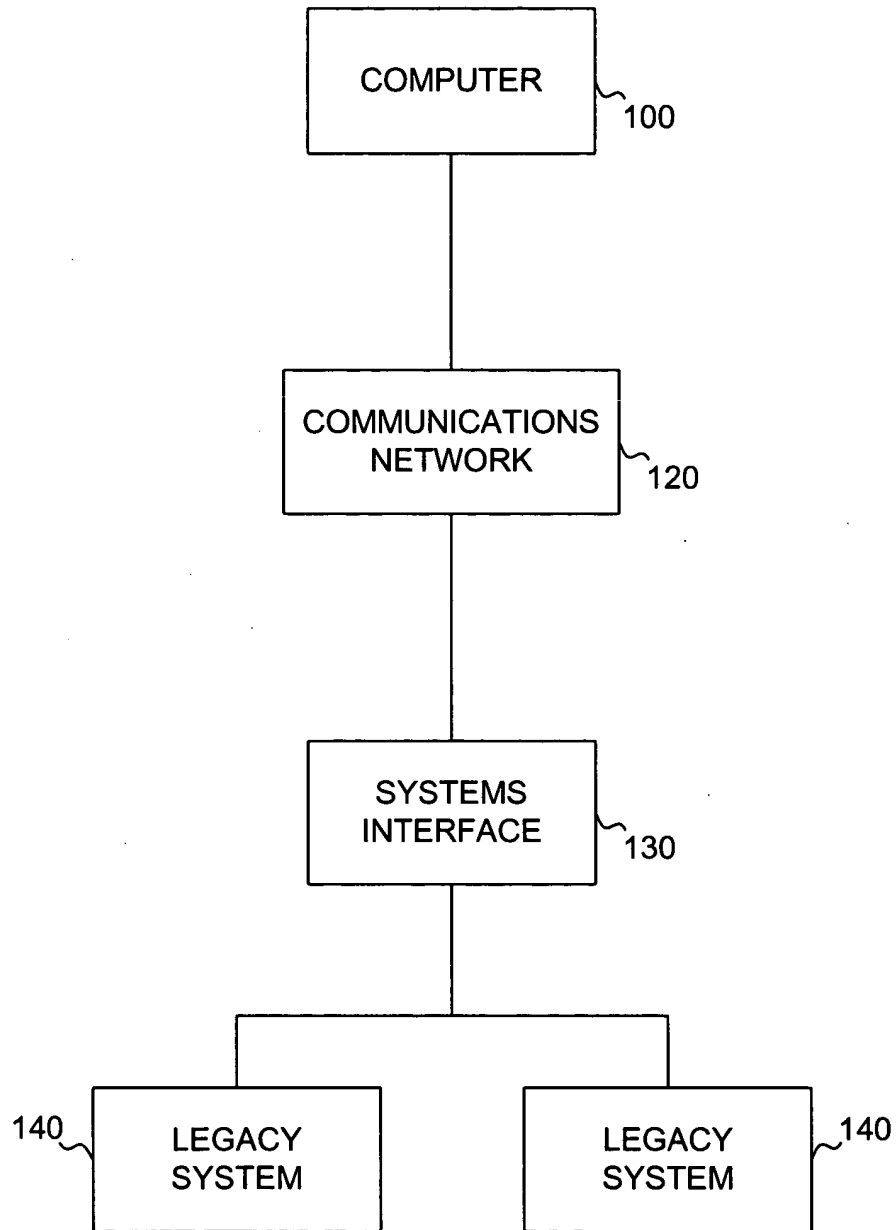 COMPUTER
100
COMMUNICATIONS
NETWORK
120
SYSTEMS
INTERFACE
130
140
LEGACY
SYSTEM
LEGACY
SYSTEM
140